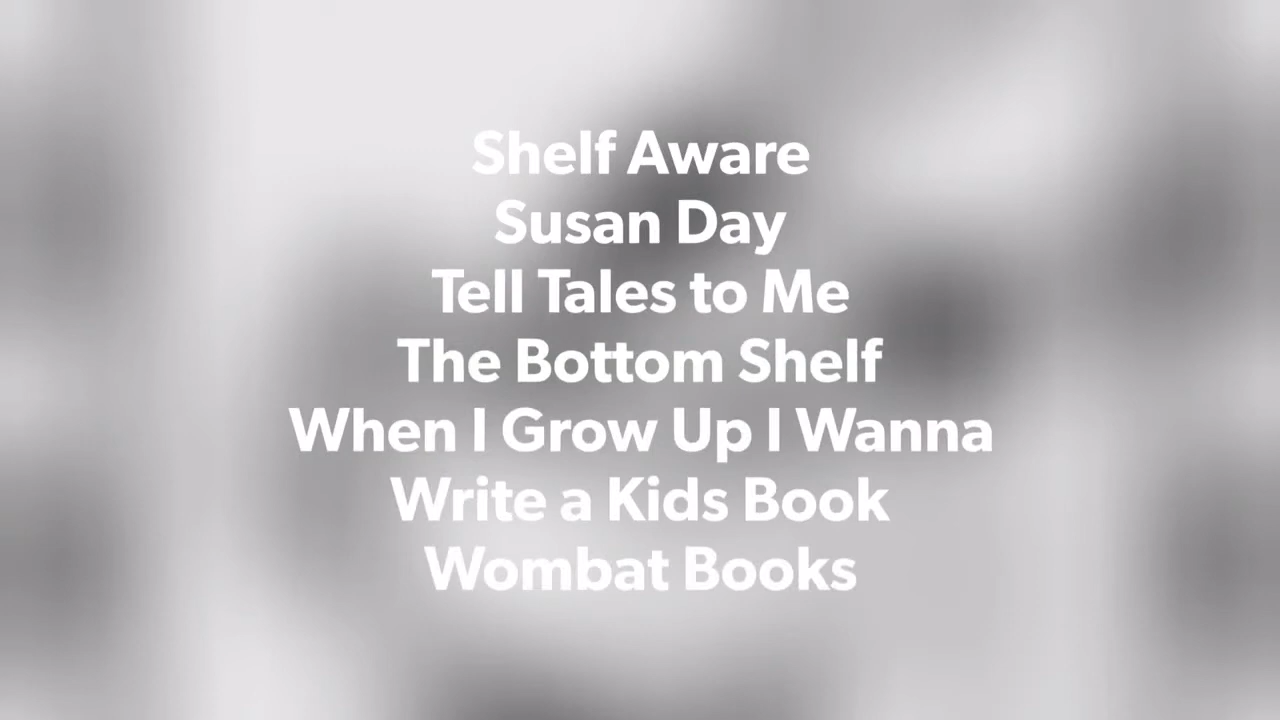 Shelf Aware
Susan Day
Tell Tales to Me
The Bottom Shelf
When I Grow Up I Wanna
Write a Kids Book
Wombat Books